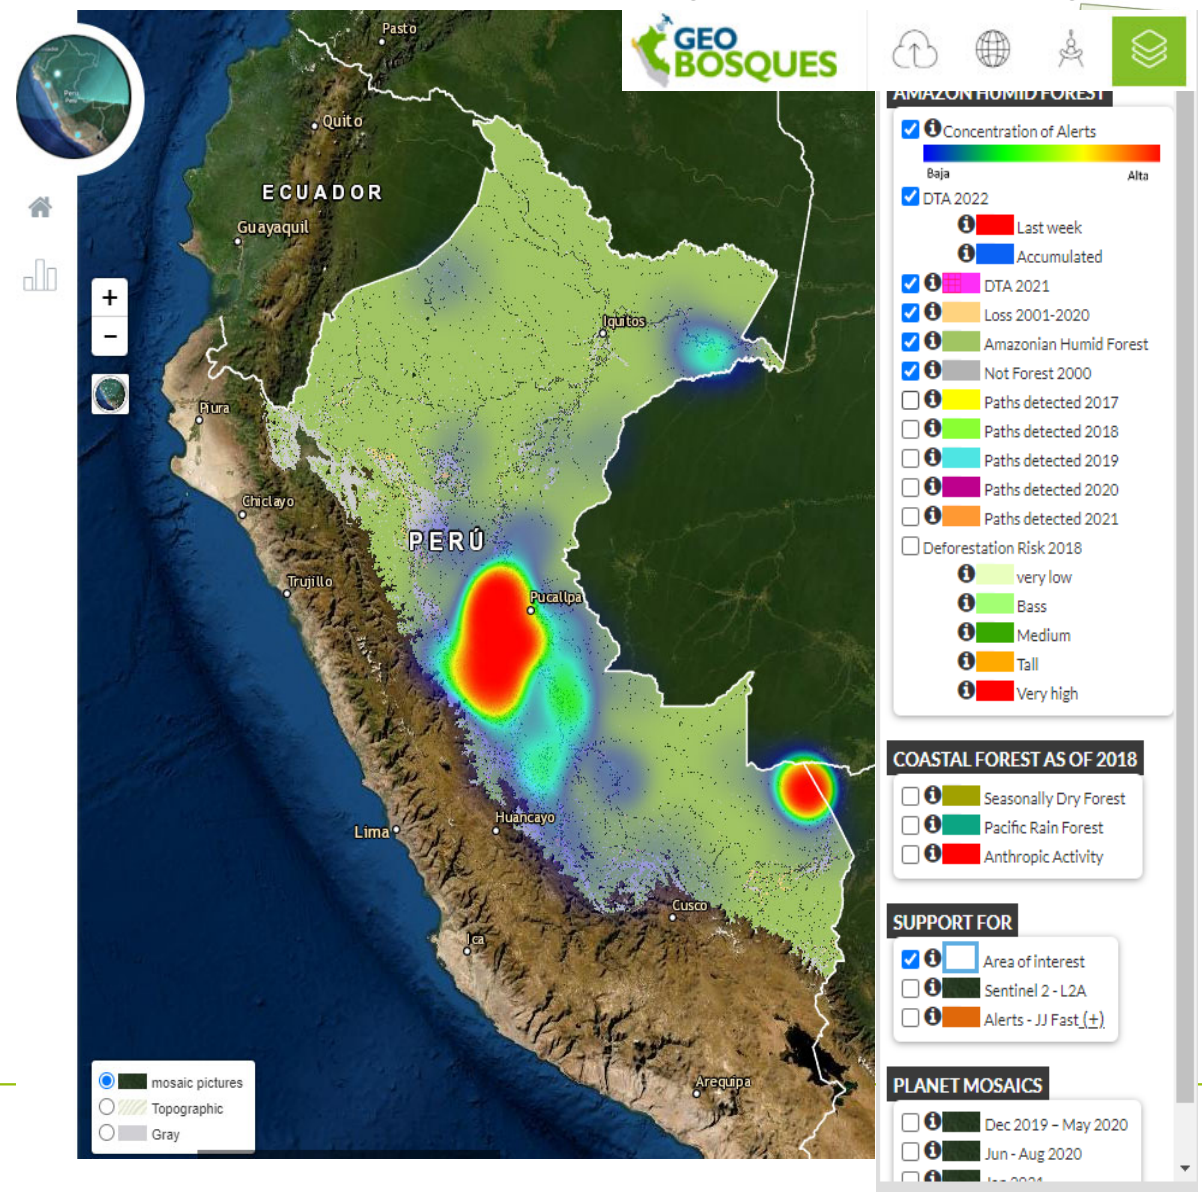 GEO
BOSQUES
Pasto
Quito
ECUADOR
Guayaquil
Iquitos
Piura
Chiclayo
PERÚ
Trujillo
Pucallpa
Huancayo
Lima
Cusco
Ica
Arequipa
+
−
mosaic pictures
Topographic
Gray
AMAZON HUMID FOREST
Concentration of Alerts
Baja Alta
DTA 2022
Last week
Accumulated
DTA 2021
Loss 2001-2020
Amazonian Humid Forest
Not Forest 2000
Paths detected 2017
Paths detected 2018
Paths detected 2019
Paths detected 2020
Paths detected 2021
Deforestation Risk 2018
very low
Bass
Medium
Tall
Very high
COASTAL FOREST AS OF 2018
Seasonally Dry Forest
Pacific Rain Forest
Anthropic Activity
SUPPORT FOR
Area of interest
Sentinel 2 - L2A
Alerts - JJ Fast (+)
PLANET MOSAICS
Dec 2019 – May 2020
Jun - Aug 2020